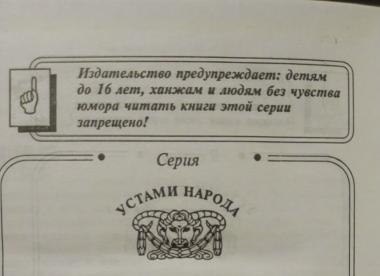 Издательство предупреждает: детям
до 16 лет, ханжам и людям без чувства
юмора читать книги этой серии
запрещено!
Серия
УСТАМИ НАРОДА